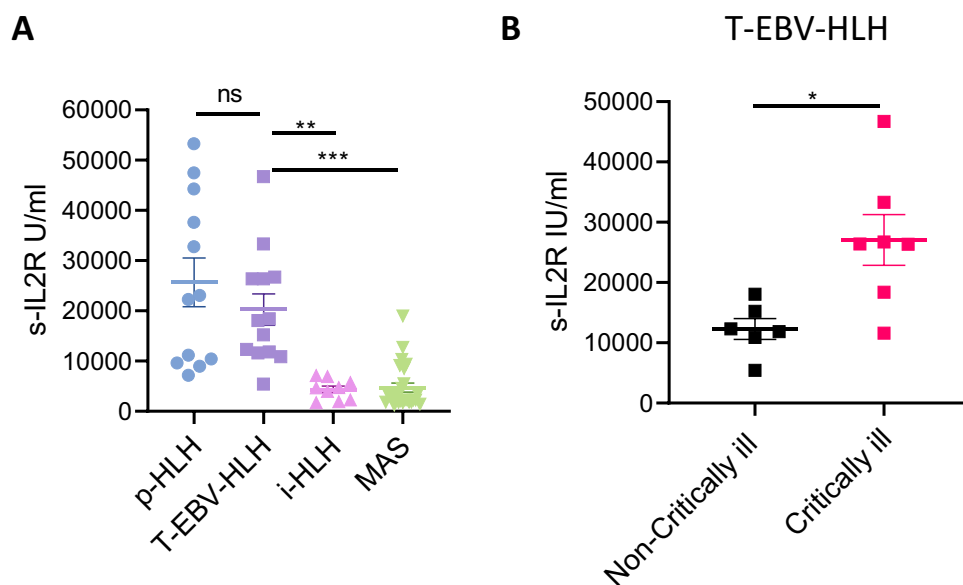 A
s-IL2R U/ml
60000
50000
40000
30000
20000
10000
0
ns
**
***
p-HLH
T-EBV-HLH
i-HLH
MAS
B
T-EBV-HLH
s-IL2R IU/ml
50000
40000
30000
20000
10000
0
*
Non-Critically ill
Critically ill